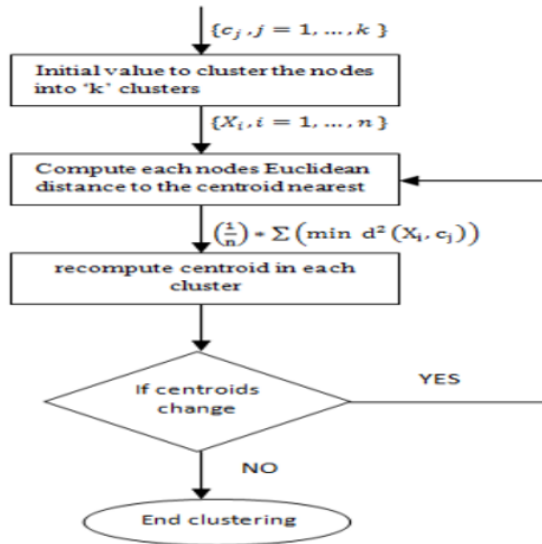 {c_j, j = 1, ..., k }
Initial value to cluster the nodes
into ‘k’ clusters
{X_i, i = 1, ..., n }
Compute each nodes Euclidean
distance to the centroid nearest
(1/n) * Σ(min d²(X_i, c_j))
recompute centroid in each
cluster
If centroids
change
YES
NO
End clustering